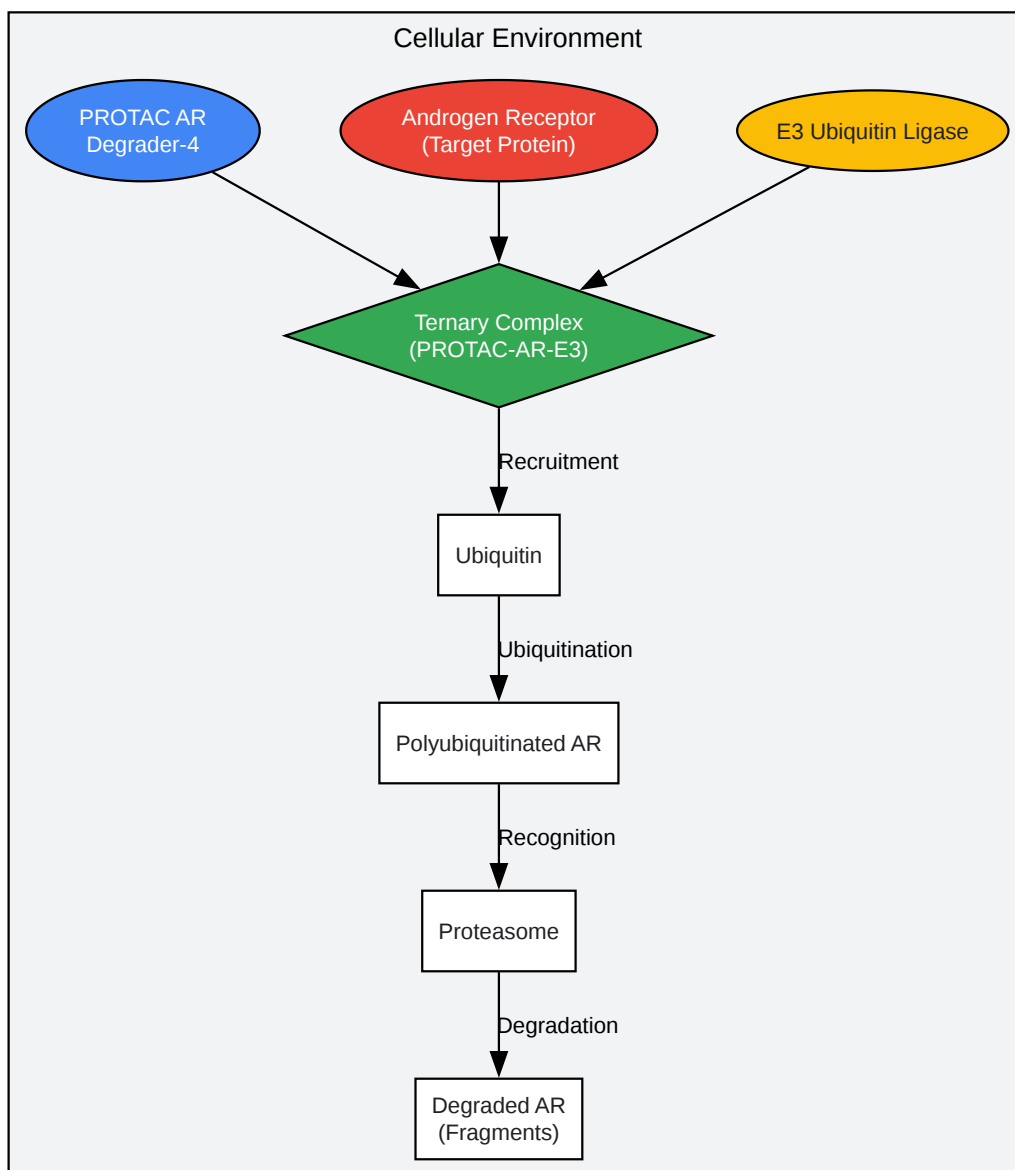 Cellular Environment
PROTAC AR
Degrader-4
Androgen Receptor
(Target Protein)
E3 Ubiquitin Ligase
Ternary Complex
(PROTAC-AR-E3)
Recruitment
Ubiquitin
Ubiquitination
Polyubiquitinated AR
Recognition
Proteasome
Degradation
Degraded AR
(Fragments)